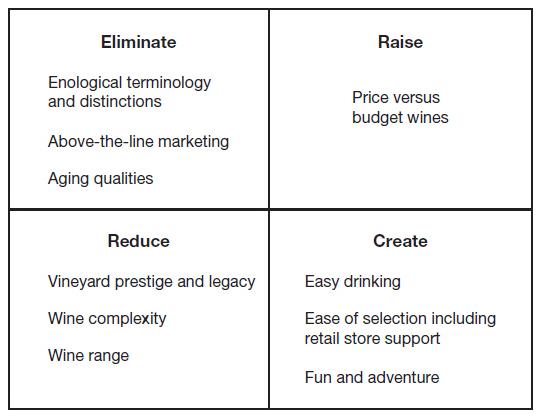 Eliminate
Enological terminology
and distinctions
Above-the-line marketing
Aging qualities
Raise
Price versus
budget wines
Reduce
Vineyard prestige and legacy
Wine complexity
Wine range
Create
Easy drinking
Ease of selection including
retail store support
Fun and adventure